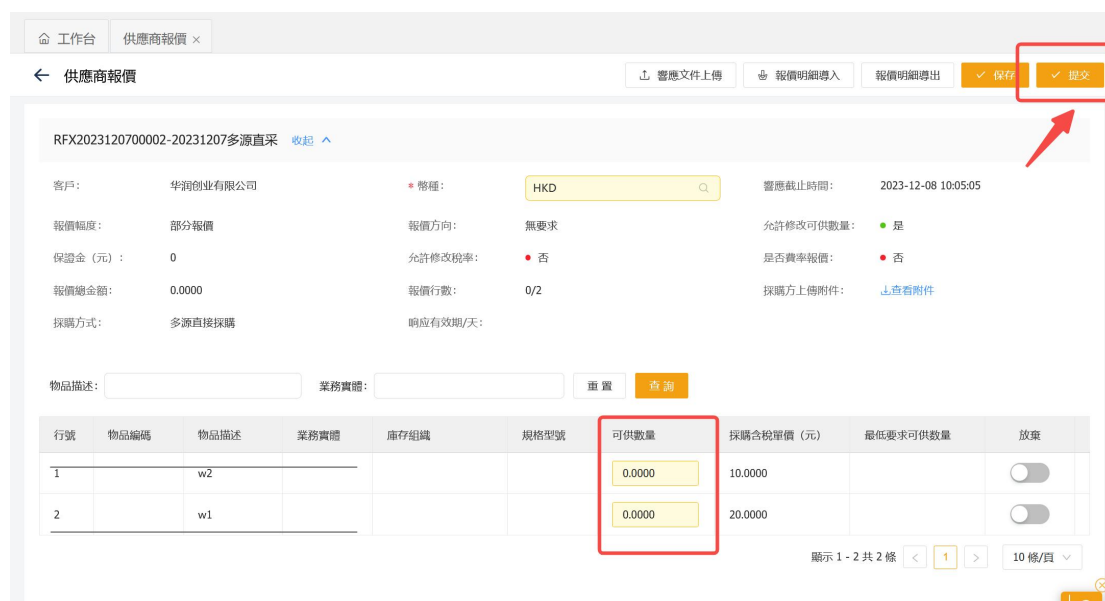 工作台 供應商報價 ×
← 供應商報價 響應文件上傳 報價明細導入 報價明細導出 保存 提交
RFX2023120700002-20231207多源直采 收起
客戶： 华润创业有限公司 * 幣種： HKD 響應截止時間： 2023-12-08 10:05:05
報價幅度： 部分報價 報價方向： 無要求 允許修改可供數量： 是
保證金（元）： 0 允許修改稅率： 否 是否費率報價： 否
報價總金額： 0.0000 報價行數： 0/2 採購方上傳附件： 查看附件
採購方式： 多源直接採購 响应有效期/天：
物品描述： 業務實體： 重置 查詢
行號 物品編碼 物品描述 業務實體 庫存組織 規格型號 可供數量 採購含稅單價（元） 最低要求可供數量 放棄
1 w2 0.0000 10.0000
2 w1 0.0000 20.0000
顯示 1 - 2 共 2 條 < 1 > 10 條/頁